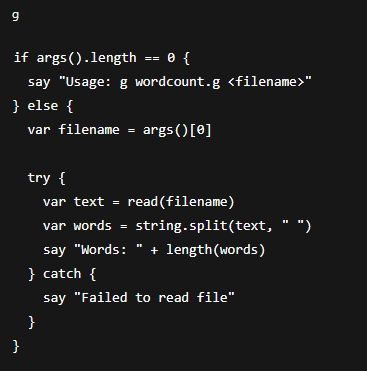 g

if args().length == 0 {
  say "Usage: g wordcount.g <filename>"
} else {
  var filename = args()[0]

  try {
    var text = read(filename)
    var words = string.split(text, " ")
    say "Words: " + length(words)
  } catch {
    say "Failed to read file"
  }
}